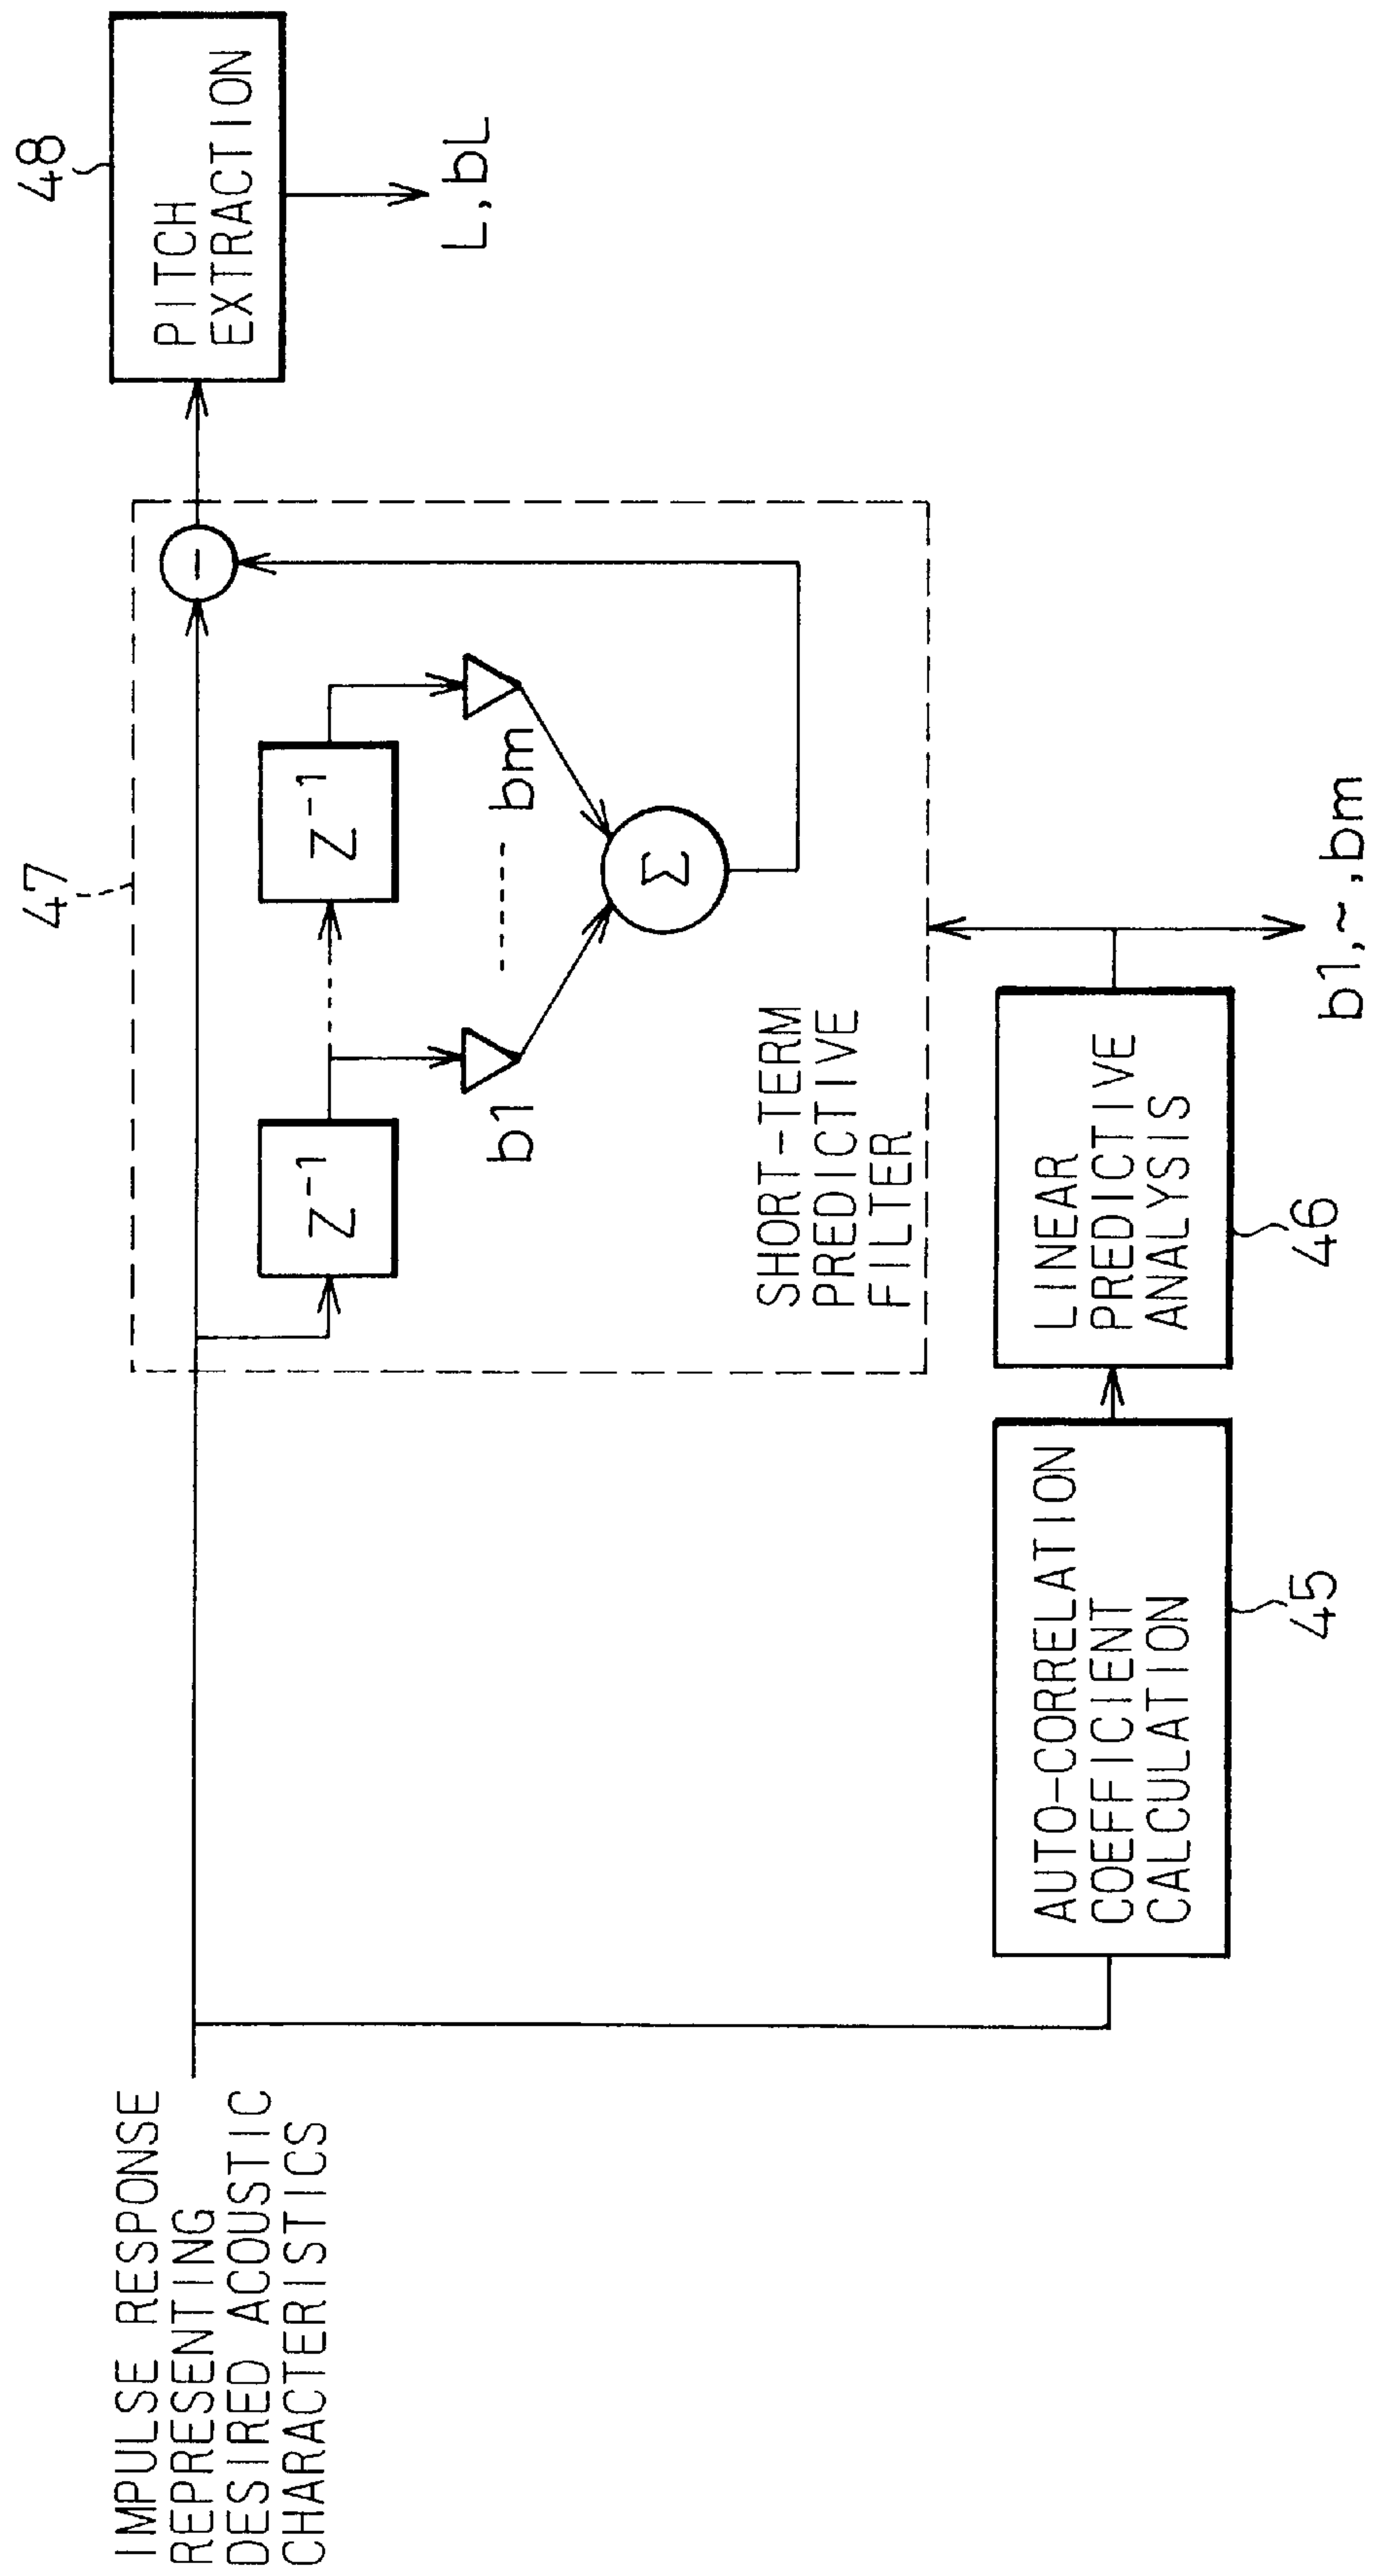 IMPULSE RESPONSE
REPRESENTING
DESIRED ACOUSTIC
CHARACTERISTICS
47
48
Z⁻¹
Z⁻¹
b1
bm
Σ
−
SHORT-TERM
PREDICTIVE
FILTER
PITCH
EXTRACTION
L, bL
AUTO-CORRELATION
COEFFICIENT
CALCULATION
45
LINEAR
PREDICTIVE
ANALYSIS
46
b1,~,bm